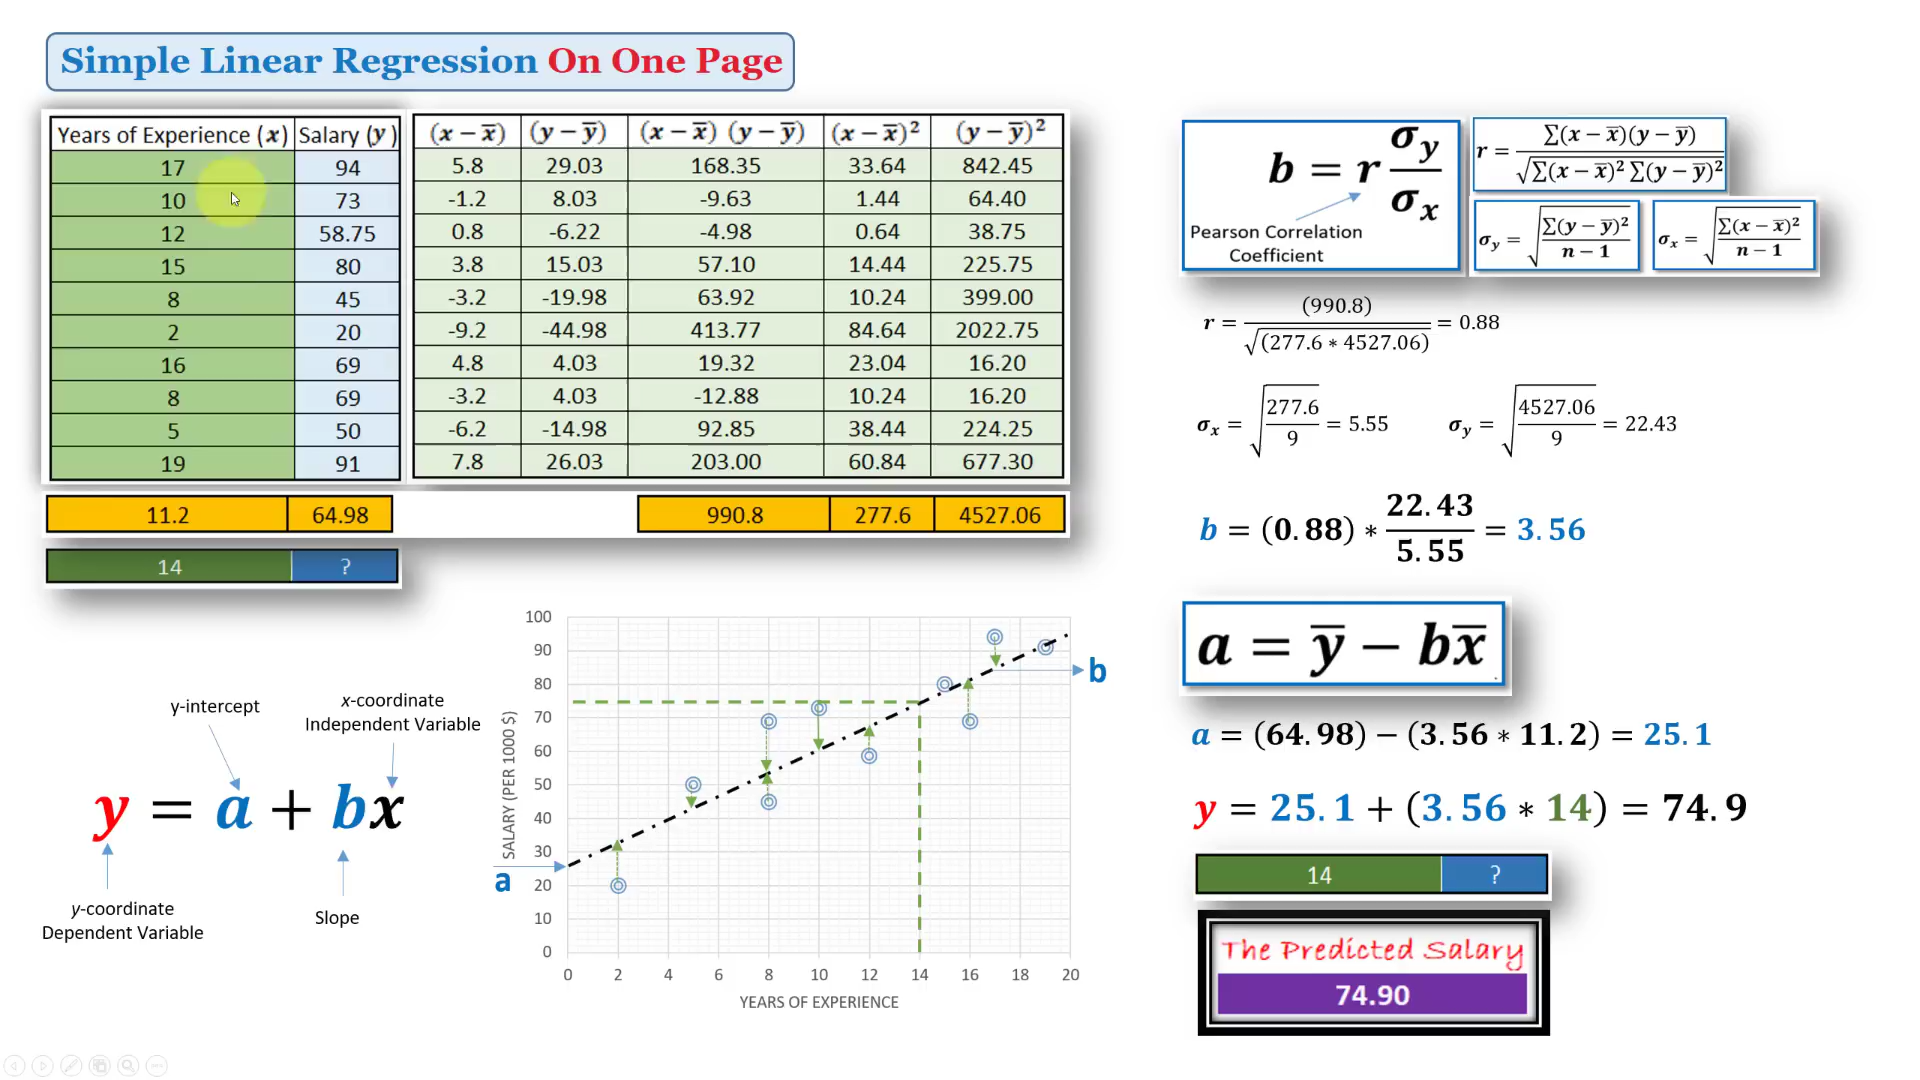 Simple Linear Regression On One Page
Years of Experience (x) Salary (y)
17 94
10 73
12 58.75
15 80
8 45
2 20
16 69
8 69
5 50
19 91
11.2 64.98
14 ?
(x − x̅) (y − y̅) (x − x̅) (y − y̅) (x − x̅)² (y − y̅)²
5.8 29.03 168.35 33.64 842.45
-1.2 8.03 -9.63 1.44 64.40
0.8 -6.22 -4.98 0.64 38.75
3.8 15.03 57.10 14.44 225.75
-3.2 -19.98 63.92 10.24 399.00
-9.2 -44.98 413.77 84.64 2022.75
4.8 4.03 19.32 23.04 16.20
-3.2 4.03 -12.88 10.24 16.20
-6.2 -14.98 92.85 38.44 224.25
7.8 26.03 203.00 60.84 677.30
990.8 277.6 4527.06
b = r σy / σx
Pearson Correlation
Coefficient
r = ∑(x − x̅)(y − y̅) / √∑(x − x̅)² ∑(y − y̅)²
σy = √(∑(y − y̅)² / n − 1)
σx = √(∑(x − x̅)² / n − 1)
r = (990.8) / √(277.6 ∗ 4527.06) = 0.88
σx = √(277.6 / 9) = 5.55
σy = √(4527.06 / 9) = 22.43
b = (0.88) ∗ 22.43 / 5.55 = 3.56
a = y̅ − bx̅
a = (64.98) − (3.56 ∗ 11.2) = 25.1
y = 25.1 + (3.56 ∗ 14) = 74.9
14 ?
The Predicted Salary
74.90
y-intercept
x-coordinate
Independent Variable
y = a + bx
y-coordinate
Dependent Variable
Slope
SALARY (PER 1000 $)
100
90
80
70
60
50
40
30
20
10
0
0 2 4 6 8 10 12 14 16 18 20
YEARS OF EXPERIENCE
a
b